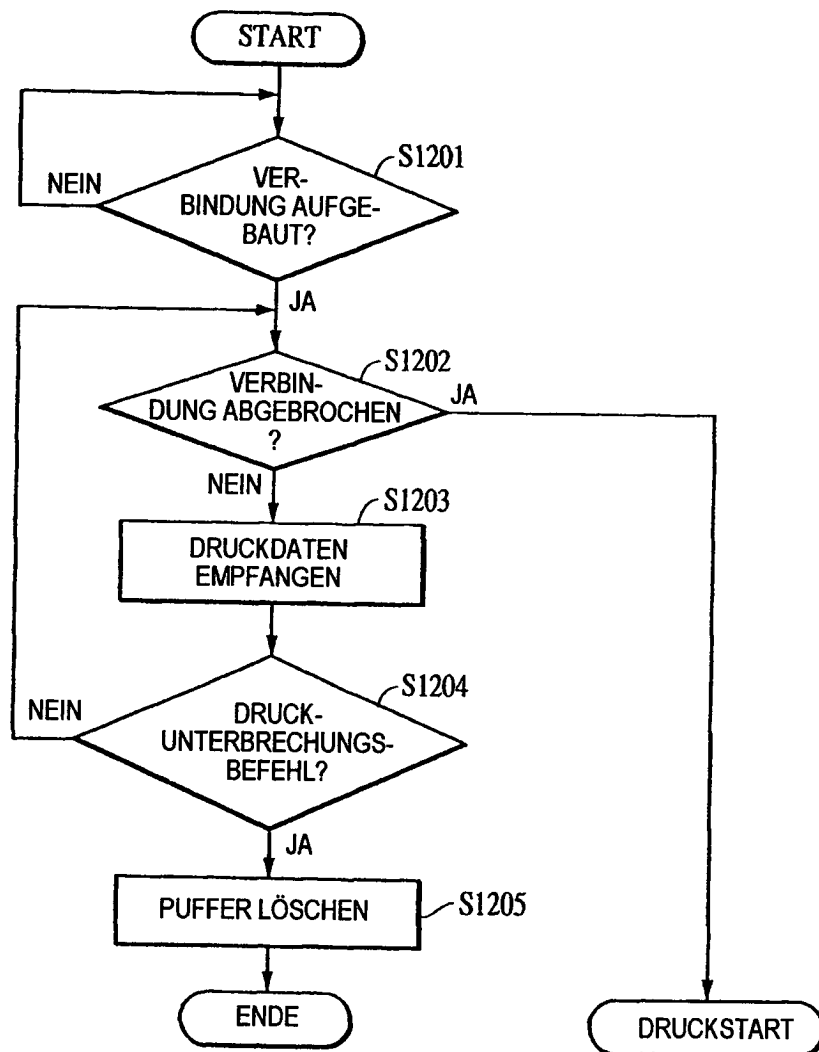 START
S1201
NEIN
VER-
BINDUNG AUFGE-
BAUT?
JA
S1202
VERBIN-
DUNG ABGEBROCHEN
?
JA
NEIN
S1203
DRUCKDATEN
EMPFANGEN
S1204
NEIN
DRUCK-
UNTERBRECHUNGS-
BEFEHL?
JA
PUFFER LÖSCHEN
S1205
ENDE
DRUCKSTART